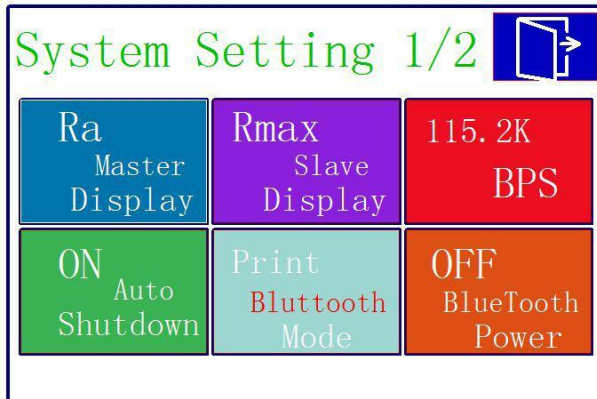 System Setting 1/2
Ra
Master
Display
Rmax
Slave
Display
115.2K
BPS
ON
Auto
Shutdown
Print
Bluttooth
Mode
OFF
BlueTooth
Power